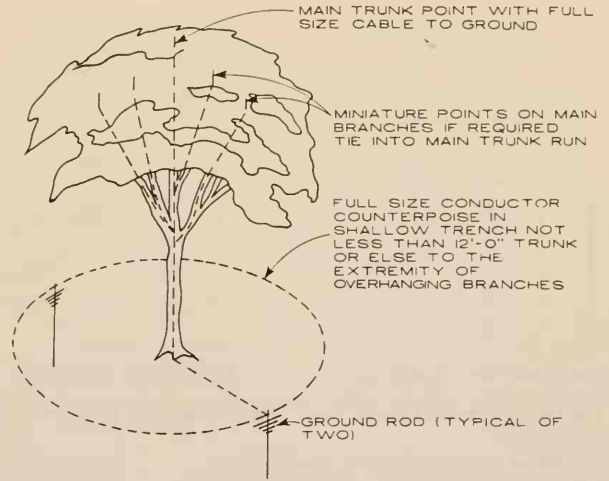 MAIN TRUNK POINT WITH FULL
SIZE CABLE TO GROUND
MINIATURE POINTS ON MAIN
BRANCHES IF REQUIRED
TIE INTO MAIN TRUNK RUN
FULL SIZE CONDUCTOR
COUNTERPOISE IN
SHALLOW TRENCH NOT
LESS THAN 12'-0" TRUNK
OR ELSE TO THE
EXTREMITY OF
OVERHANGING BRANCHES
GROUND ROD (TYPICAL OF
TWO)